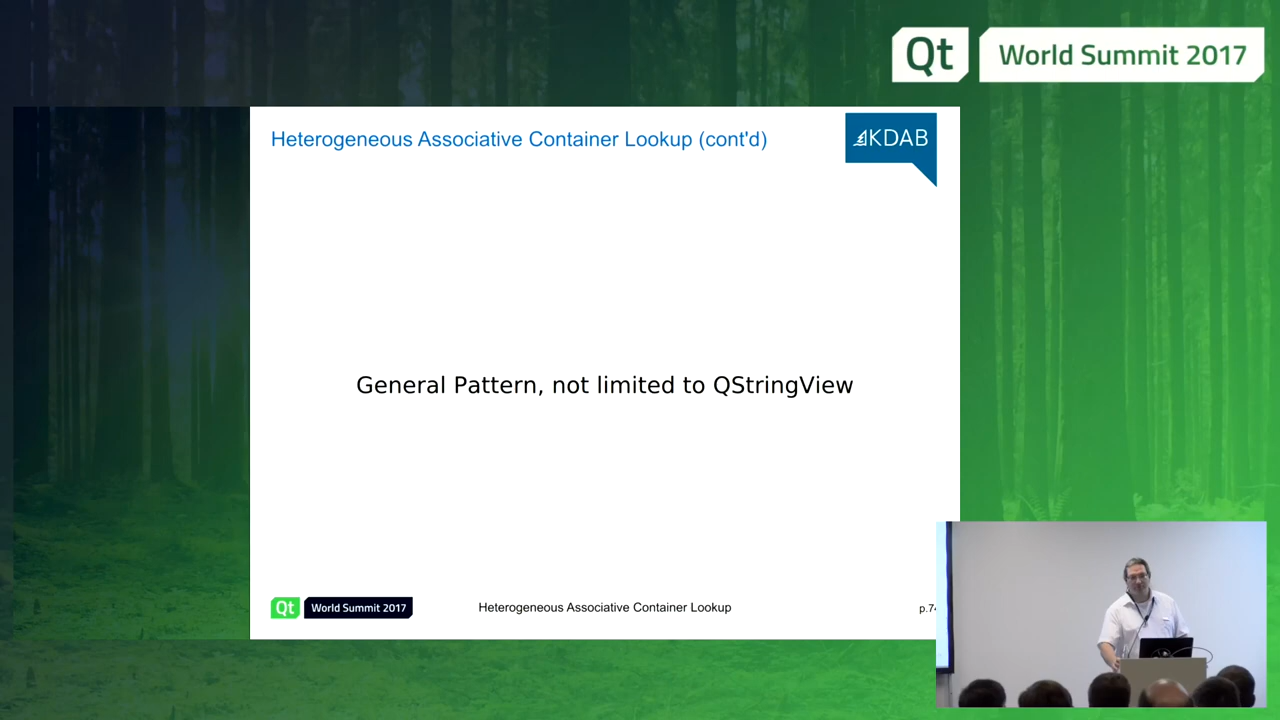 Qt World Summit 2017
Heterogeneous Associative Container Lookup (cont'd)
KDAB
General Pattern, not limited to QStringView
Qt World Summit 2017
Heterogeneous Associative Container Lookup
p.74